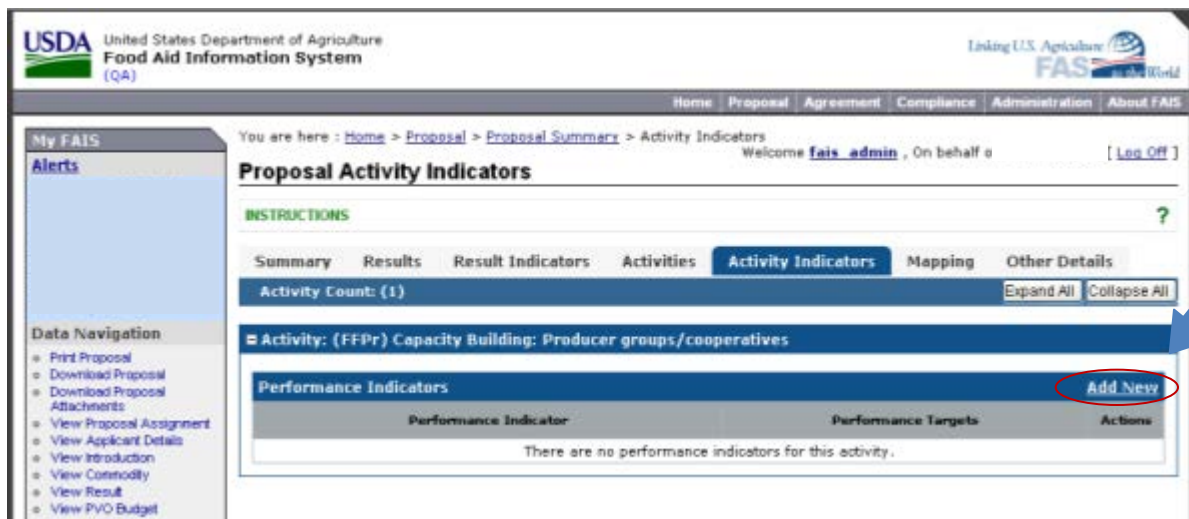 USDA United States Department of Agriculture
Food Aid Information System
(QA)
Linking U.S. Agriculture
FAS
to the World
Home Proposal Agreement Compliance Administration About FAIS
My FAIS
Alerts
You are here : Home > Proposal > Proposal Summary > Activity Indicators
Welcome fais_admin , On behalf o [ Log Off ]
Proposal Activity Indicators
INSTRUCTIONS ?
Summary Results Result Indicators Activities Activity Indicators Mapping Other Details
Activity Count: (1) Expand All Collapse All
Activity: (FFPr) Capacity Building: Producer groups/cooperatives
Performance Indicators Add New
Performance Indicator Performance Targets Actions
There are no performance indicators for this activity.
Data Navigation
Print Proposal
Download Proposal
Download Proposal
Attachments
View Proposal Assignment
View Applicant Details
View Introduction
View Commodity
View Result
View PVO Budget